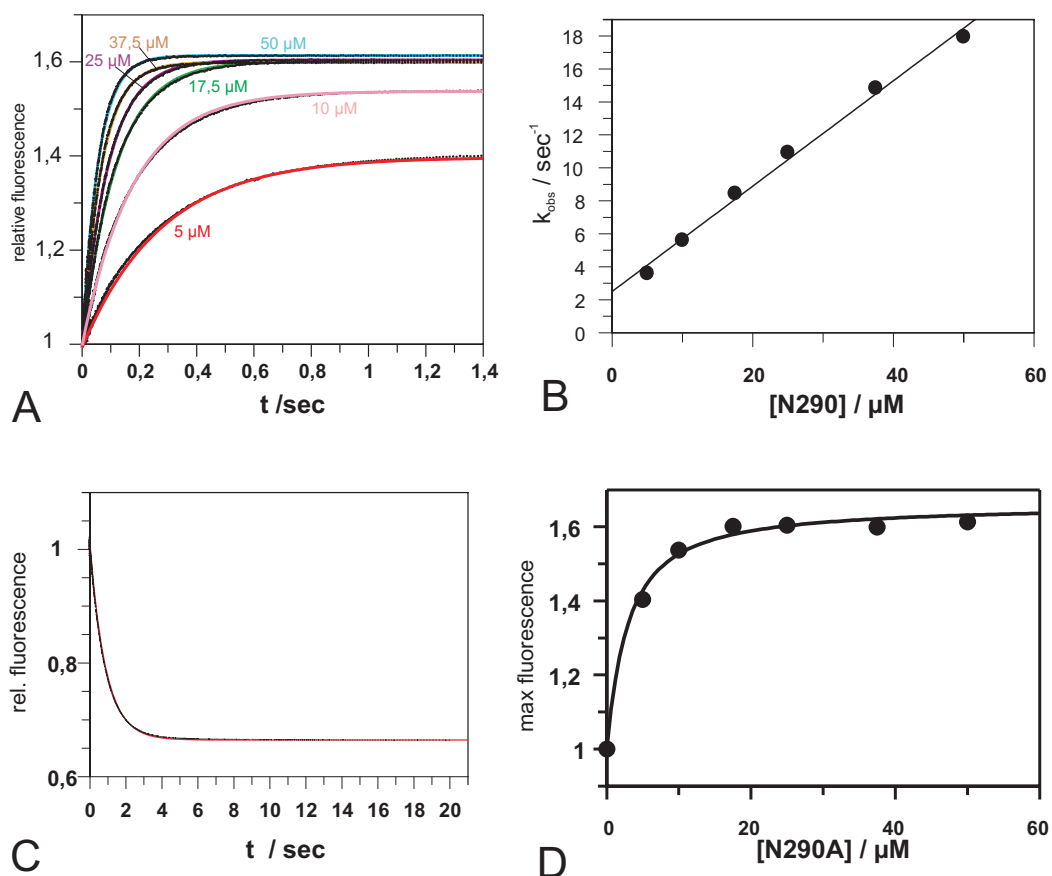 37,5 µM
50 µM
25 µM
17,5 µM
10 µM
5 µM
1,6
1,4
1,2
1
relative fluorescence
0 0,2 0,4 0,6 0,8 1 1,2 1,4
t /sec
A
18
16
14
12
10
8
6
4
2
0
kobs / sec-1
0 20 40 60
[N290] / µM
B
1
0,8
0,6
rel. fluorescence
0 2 4 6 8 10 12 14 16 18 20
t / sec
C
1,6
1,4
1,2
1
max fluorescence
0 20 40 60
[N290A] / µM
D